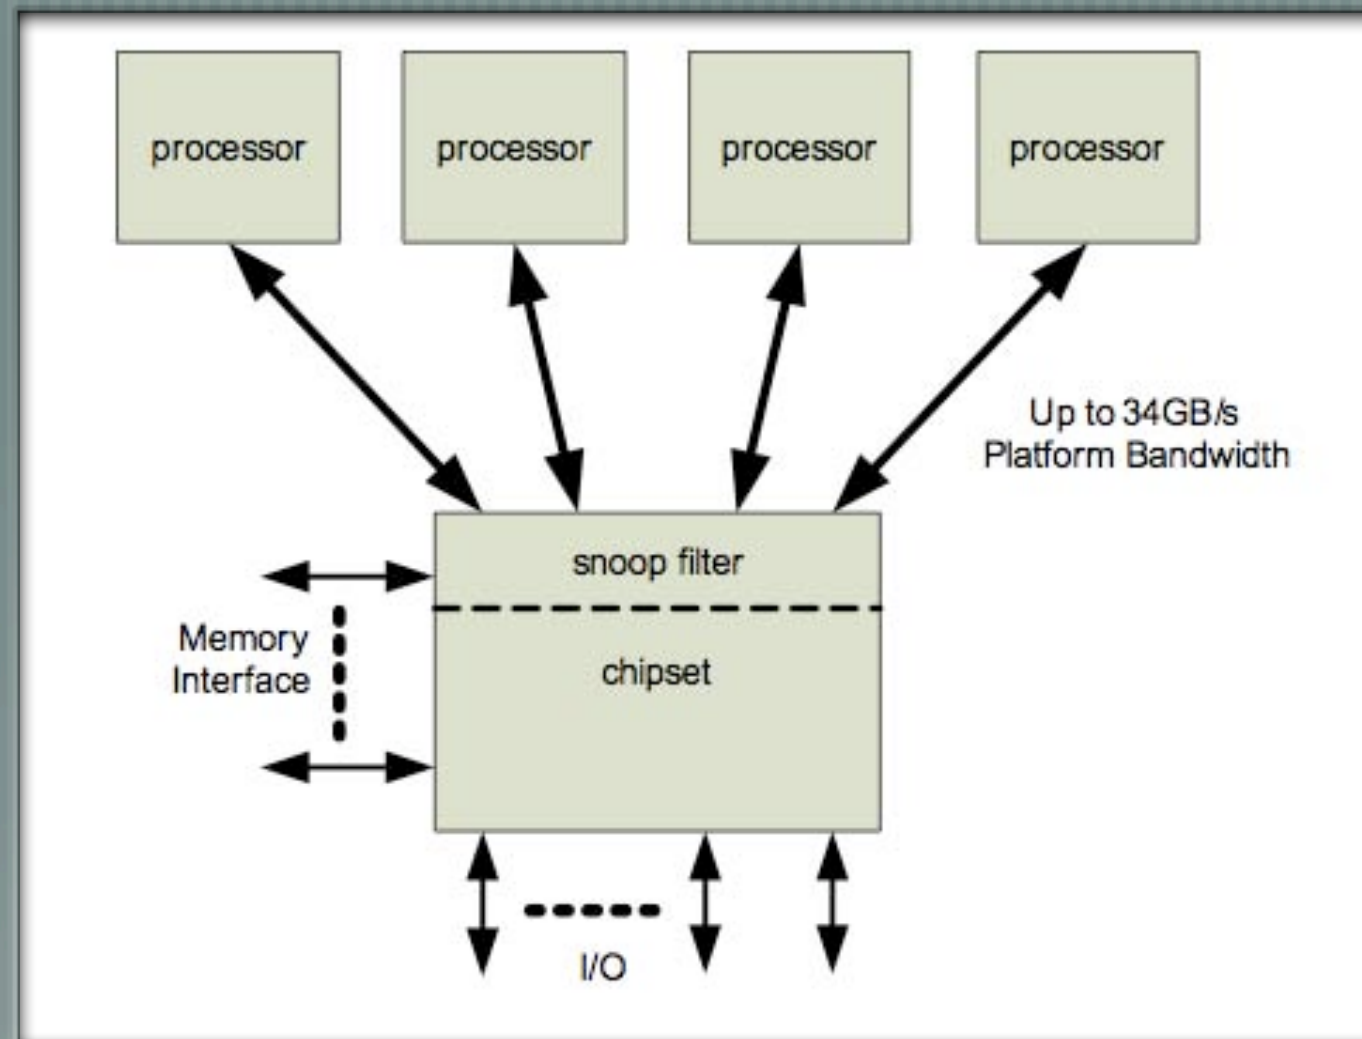 processor
processor
processor
processor
Up to 34GB/s
Platform Bandwidth
snoop filter
Memory
Interface
chipset
I/O